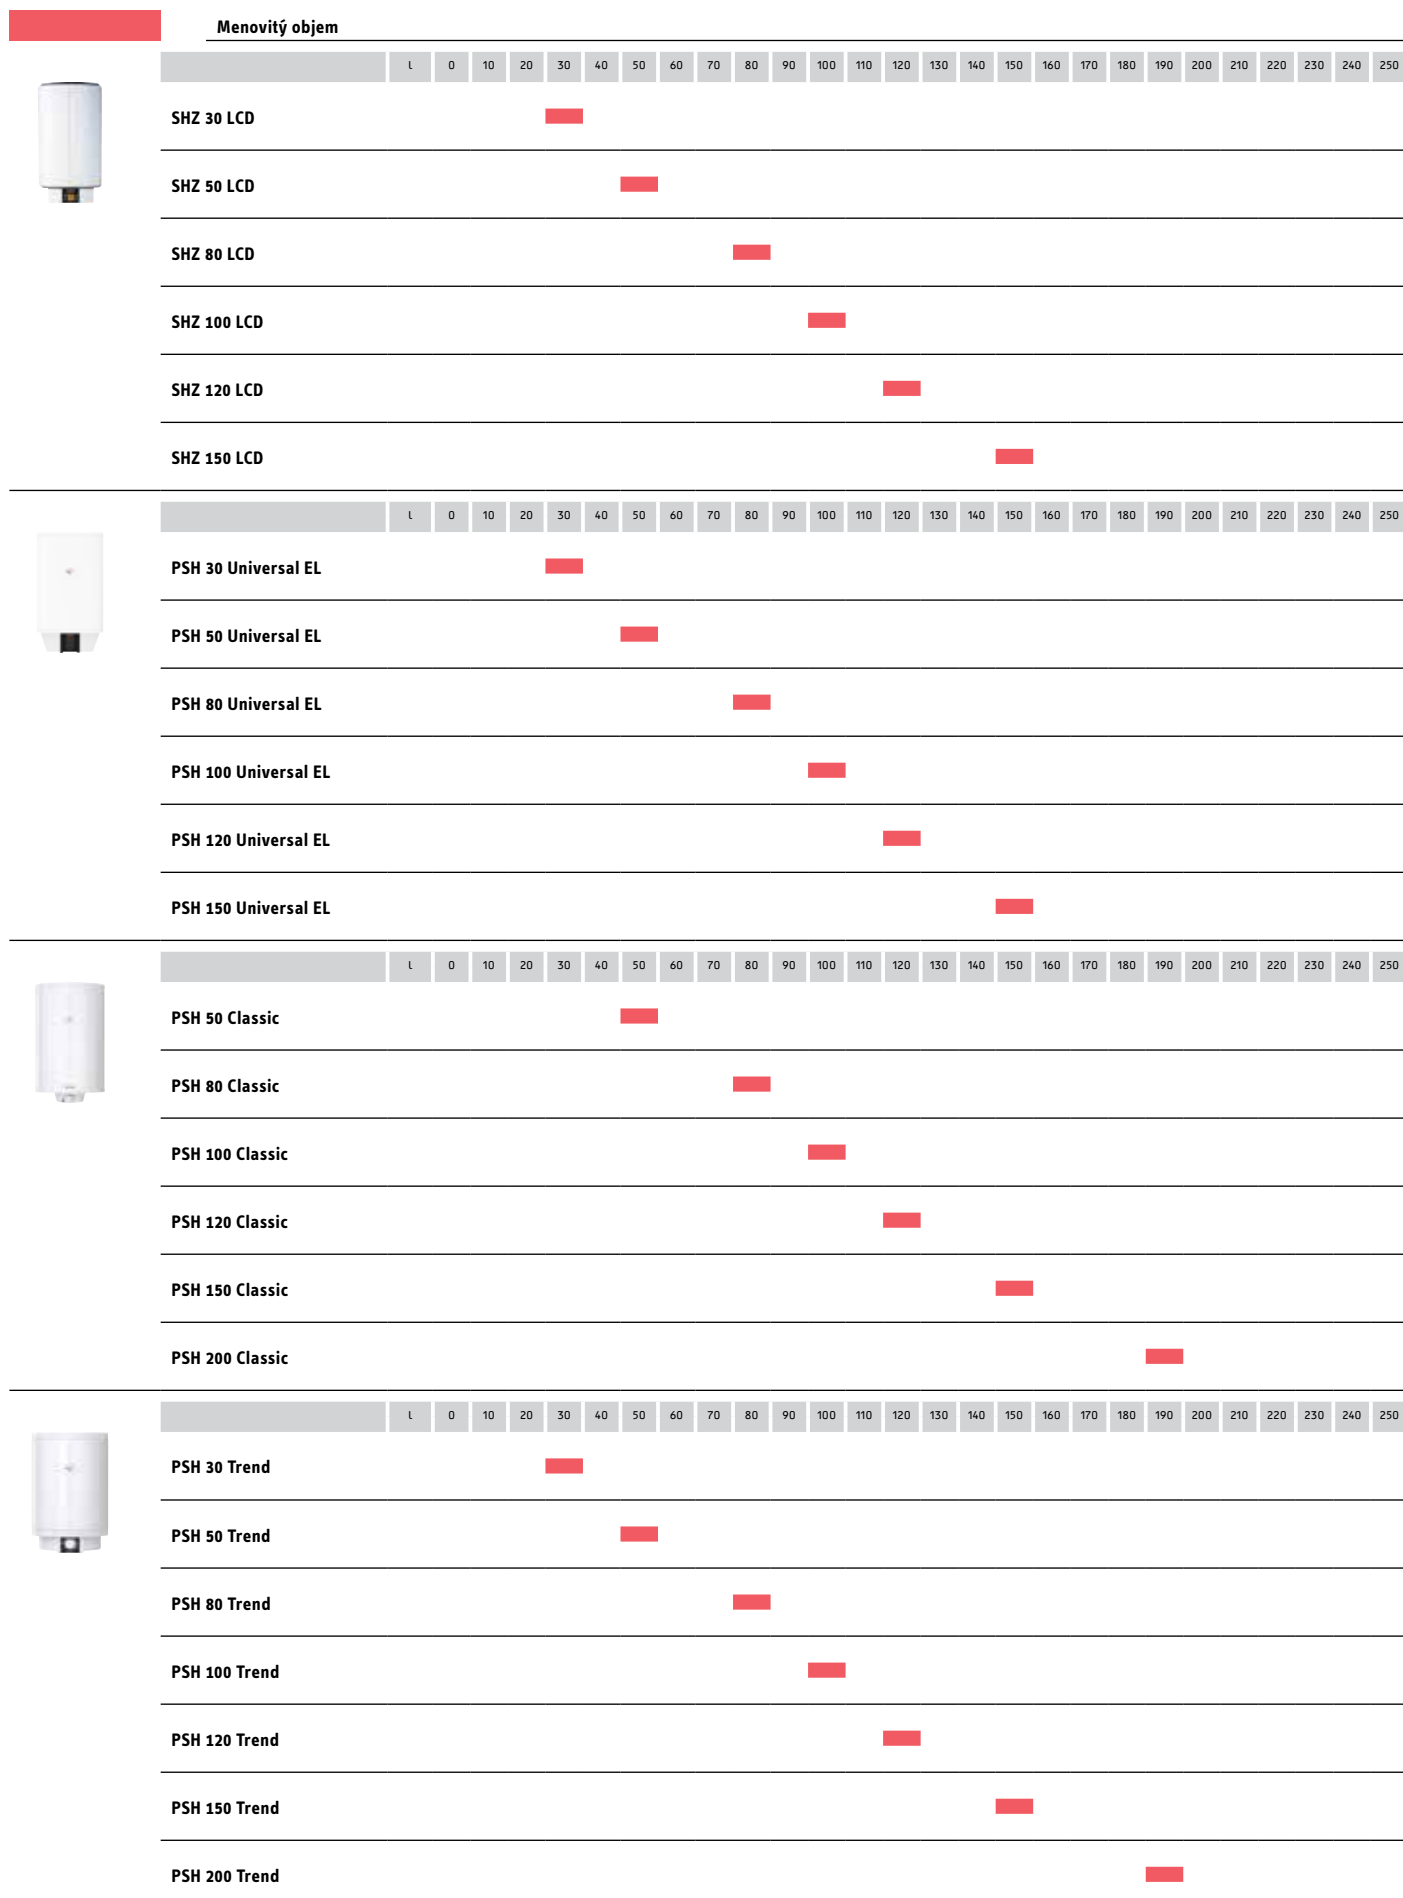 Menovitý objem
l 0 10 20 30 40 50 60 70 80 90 100 110 120 130 140 150 160 170 180 190 200 210 220 230 240 250
SHZ 30 LCD
SHZ 50 LCD
SHZ 80 LCD
SHZ 100 LCD
SHZ 120 LCD
SHZ 150 LCD
l 0 10 20 30 40 50 60 70 80 90 100 110 120 130 140 150 160 170 180 190 200 210 220 230 240 250
PSH 30 Universal EL
PSH 50 Universal EL
PSH 80 Universal EL
PSH 100 Universal EL
PSH 120 Universal EL
PSH 150 Universal EL
l 0 10 20 30 40 50 60 70 80 90 100 110 120 130 140 150 160 170 180 190 200 210 220 230 240 250
PSH 50 Classic
PSH 80 Classic
PSH 100 Classic
PSH 120 Classic
PSH 150 Classic
PSH 200 Classic
l 0 10 20 30 40 50 60 70 80 90 100 110 120 130 140 150 160 170 180 190 200 210 220 230 240 250
PSH 30 Trend
PSH 50 Trend
PSH 80 Trend
PSH 100 Trend
PSH 120 Trend
PSH 150 Trend
PSH 200 Trend